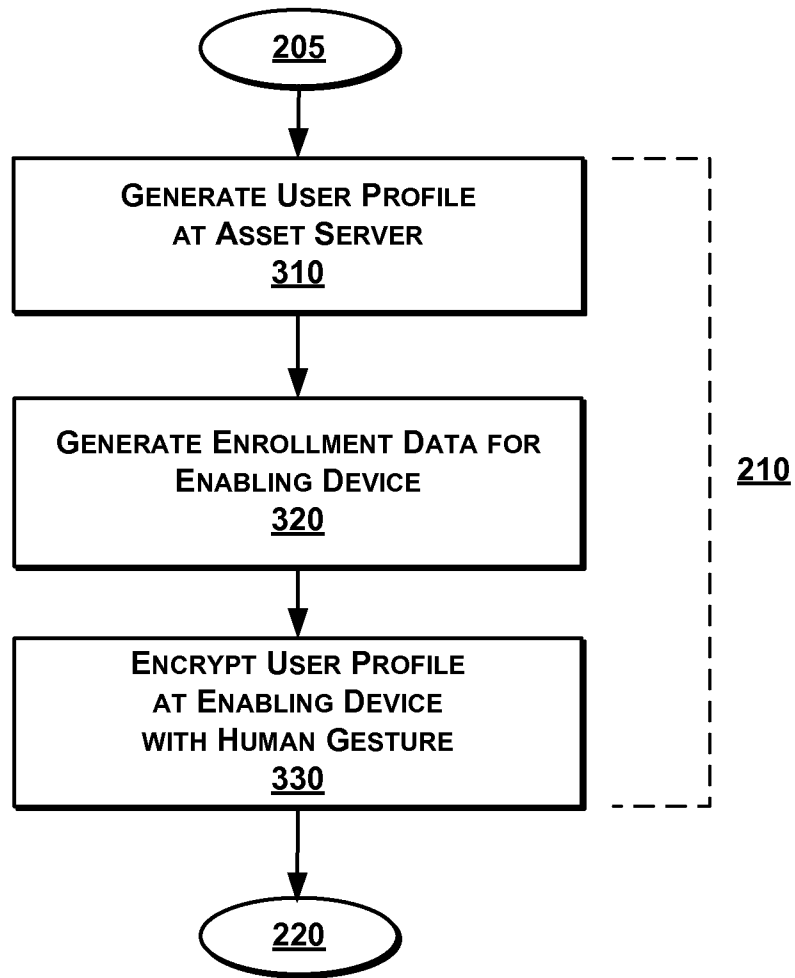 205
GENERATE USER PROFILE
AT ASSET SERVER
310
GENERATE ENROLLMENT DATA FOR
ENABLING DEVICE
320
210
ENCRYPT USER PROFILE
AT ENABLING DEVICE
WITH HUMAN GESTURE
330
220